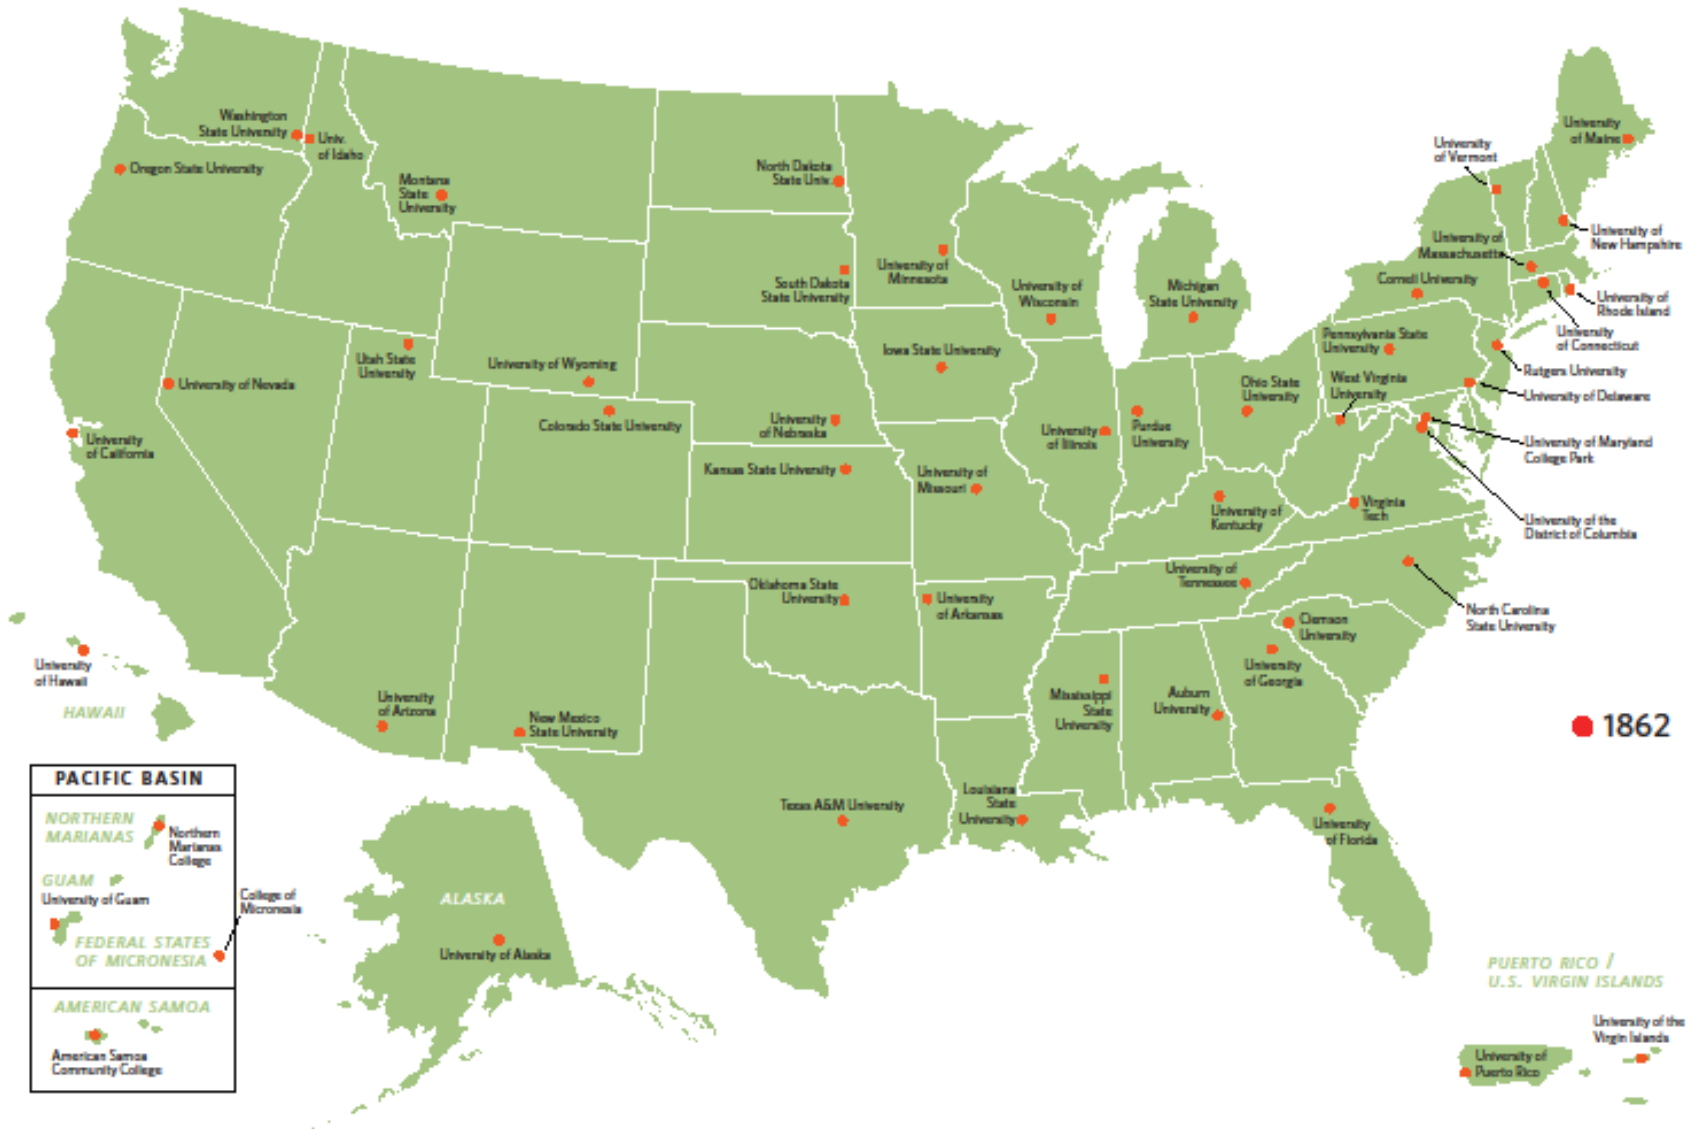 Washington
State University
Univ.
of Idaho
Oregon State University
Montana
State
University
North Dakota
State Univ.
University of
Minnesota
South Dakota
State University
University of
Wisconsin
Michigan
State University
University
of Maine
University
of Vermont
University of
New Hampshire
University of
Massachusetts
Cornell University
University of
Rhode Island
University
of Connecticut
Pennsylvania State
University
Rutgers University
West Virginia
University
University of Delaware
University of Maryland
College Park
University of the
District of Columbia
Utah State
University
University of Wyoming
University of Nevada
Iowa State University
Ohio State
University
Colorado State University
University
of Nebraska
University
of Illinois
Purdue
University
University
of California
Kansas State University
University of
Missouri
University of
Kentucky
Virginia
Tech
Oklahoma State
University
University
of Arkansas
University of
Tennessee
North Carolina
State University
Clemson
University
University
of Georgia
University
of Hawaii
HAWAII
University
of Arizona
New Mexico
State University
Mississippi
State
University
Auburn
University
1862
Texas A&M University
Louisiana
State
University
University
of Florida
PACIFIC BASIN
NORTHERN
MARIANAS
Northern
Marianas
College
GUAM
University of Guam
College of
Micronesia
FEDERAL STATES
OF MICRONESIA
AMERICAN SAMOA
American Samoa
Community College
ALASKA
University of Alaska
PUERTO RICO /
U.S. VIRGIN ISLANDS
University of the
Virgin Islands
University of
Puerto Rico